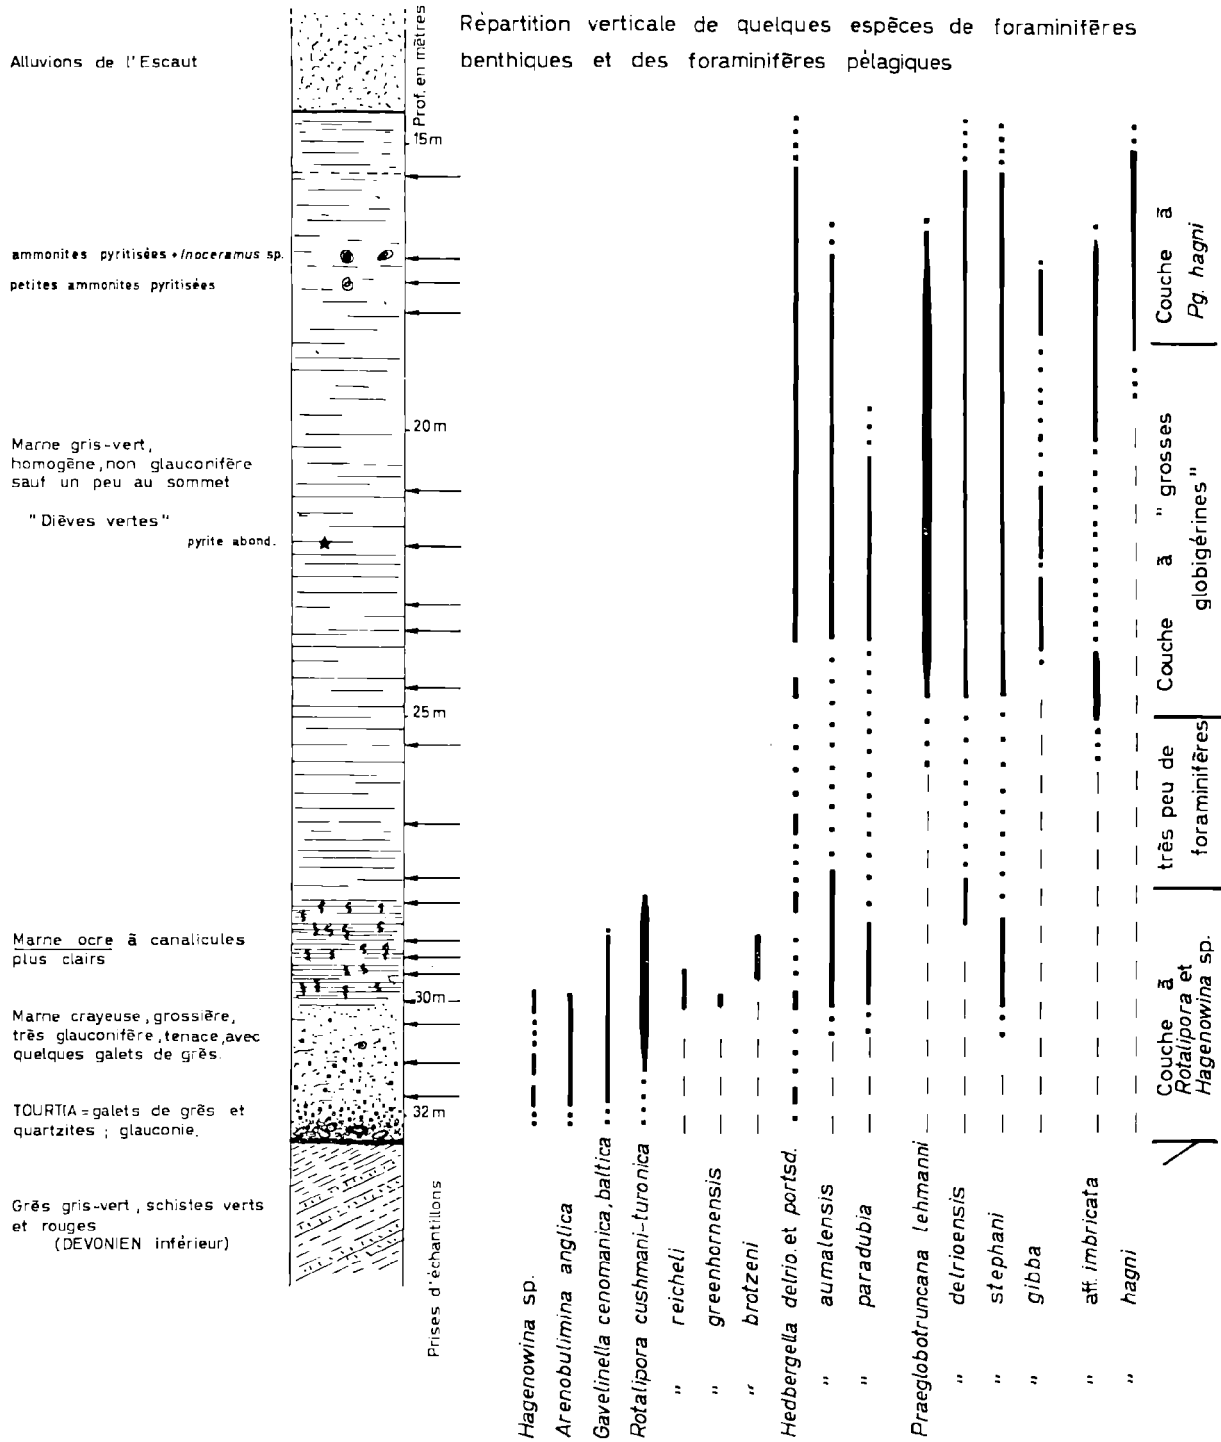 Répartition verticale de quelques espèces de foraminifères
benthiques et des foraminifères pélagiques
Alluvions de l'Escaut
Prof. en mètres
15m
ammonites pyritisées + Inoceramus sp.
petites ammonites pyritisées
20m
Marne gris-vert,
homogène, non glauconifère
sauf un peu au sommet
"Dièves vertes"
pyrite abond.
25m
Marne ocre à canalicules
plus clairs
30m
Marne crayeuse, grossière,
très glauconifère, tenace, avec
quelques galets de grès.
TOURTIA = galets de grès et
quartzites ; glauconie.
32m
Grès gris-vert, schistes verts
et rouges
(DEVONIEN inférieur)
Prises d'échantillons
Hagenowina sp.
Arenobulimina anglica
Gavelinella cenomanica, baltica
Rotalipora cushmani-turonica
" reicheli
" greenhornensis
" brotzeni
Hedbergella delrio. et portsd.
" aumalensis
" paradubia
Praeglobotruncana lehmanni
" delrioensis
" stephani
" gibba
" aff. imbricata
" hagni
Couche à
Pg. hagni
Couche à "grosses
globigérines"
très peu de
foraminifères
Couche à
Rotalipora et
Hagenowina sp.